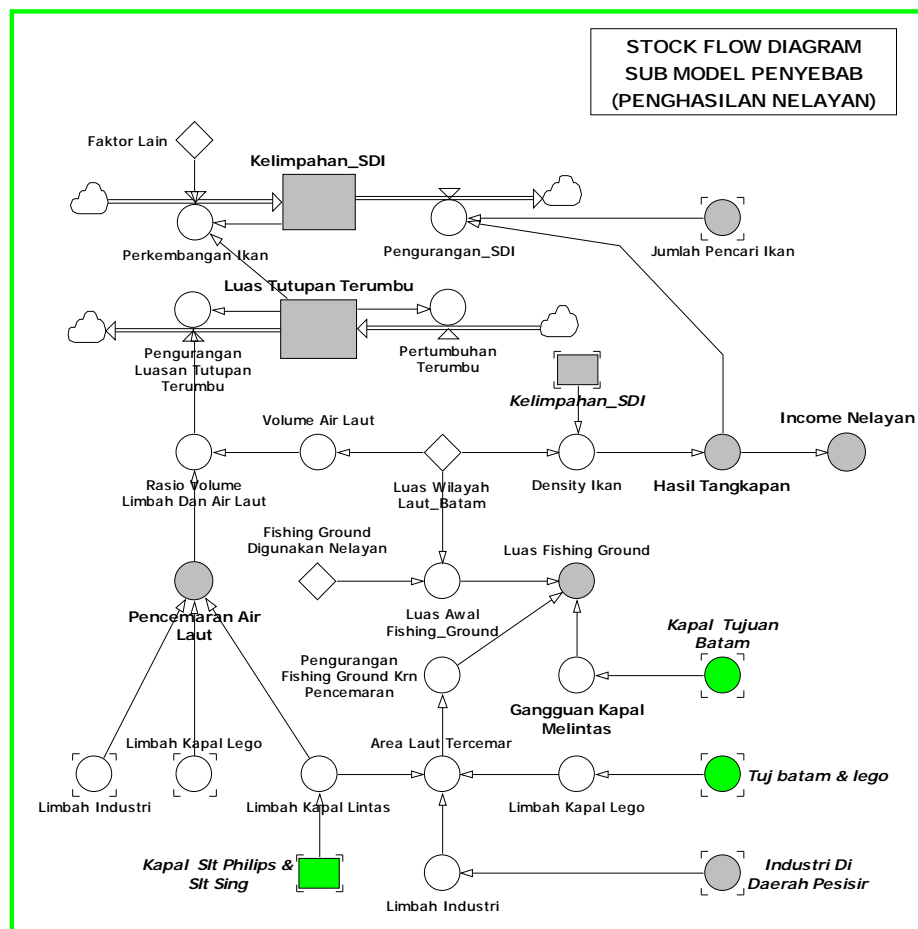 STOCK FLOW DIAGRAM
SUB MODEL PENYEBAB
(PENGHASILAN NELAYAN)
Faktor Lain
Kelimpahan_SDI
Perkembangan Ikan
Pengurangan_SDI
Jumlah Pencari Ikan
Luas Tutupan Terumbu
Pengurangan
Luasan Tutupan
Terumbu
Pertumbuhan
Terumbu
Kelimpahan_SDI
Income Nelayan
Volume Air Laut
Rasio Volume
Limbah Dan Air Laut
Luas Wilayah
Laut_Batam
Density Ikan
Hasil Tangkapan
Fishing Ground
Digunakan Nelayan
Luas Fishing Ground
Pencemaran Air
Laut
Luas Awal
Fishing_Ground
Kapal Tujuan
Batam
Pengurangan
Fishing Ground Krn
Pencemaran
Gangguan Kapal
Melintas
Limbah Kapal Lego
Area Laut Tercemar
Limbah Industri
Limbah Kapal Lintas
Limbah Kapal Lego
Tuj batam & lego
Kapal Slt Philips &
Slt Sing
Limbah Industri
Industri Di
Daerah Pesisir